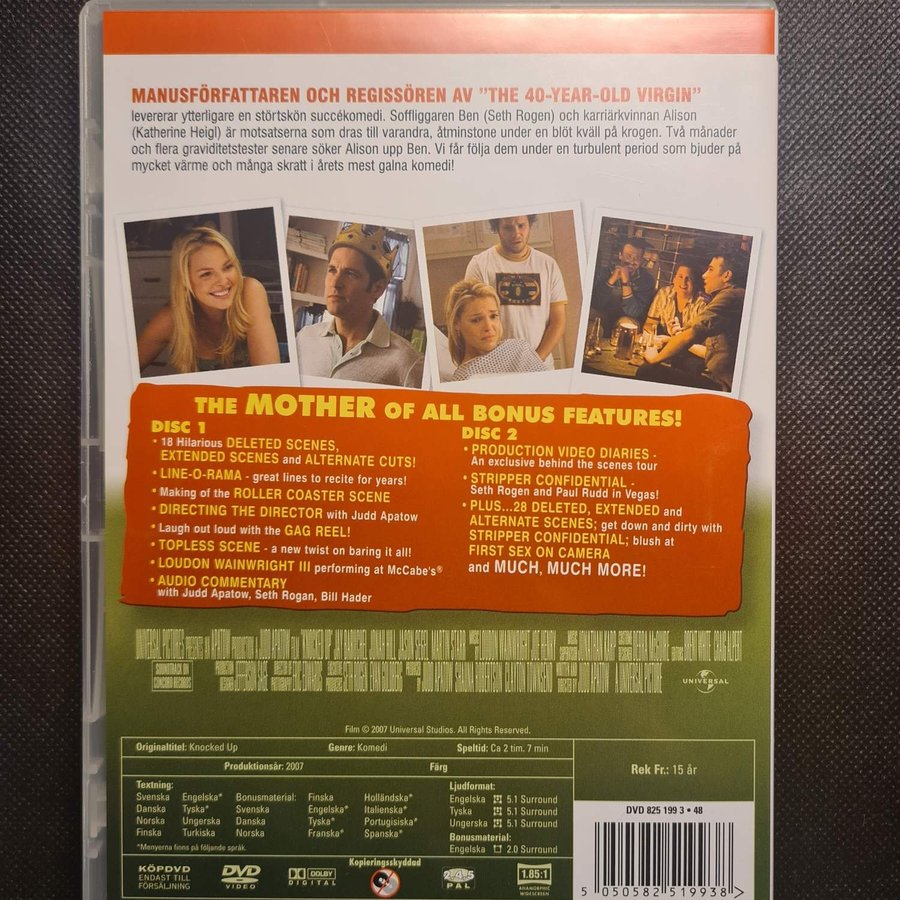 MANUSFÖRFATTAREN OCH REGISSÖREN AV ”THE 40-YEAR-OLD VIRGIN”
levererar ytterligare en störtskön succékomedi. Soffliggaren Ben (Seth Rogen) och karriärkvinnan Alison
(Katherine Heigl) är motsatserna som dras till varandra, åtminstone under en blöt kväll på krogen. Två månader
och flera graviditetstester senare söker Alison upp Ben. Vi får följa dem under en turbulent period som bjuder på
mycket värme och många skratt i årets mest galna komedi!
THE MOTHER OF ALL BONUS FEATURES!
DISC 1
• 18 Hilarious DELETED SCENES,
EXTENDED SCENES and ALTERNATE CUTS!
• LINE-O-RAMA - great lines to recite for years!
• Making of the ROLLER COASTER SCENE
• DIRECTING THE DIRECTOR with Judd Apatow
• Laugh out loud with the GAG REEL!
• TOPLESS SCENE - a new twist on baring it all!
• LOUDON WAINWRIGHT III performing at McCabe's®
• AUDIO COMMENTARY
with Judd Apatow, Seth Rogan, Bill Hader
DISC 2
• PRODUCTION VIDEO DIARIES -
An exclusive behind the scenes tour
• STRIPPER CONFIDENTIAL -
Seth Rogen and Paul Rudd in Vegas!
• PLUS...28 DELETED, EXTENDED and
ALTERNATE SCENES; get down and dirty with
STRIPPER CONFIDENTIAL; blush at
FIRST SEX ON CAMERA
and MUCH, MUCH MORE!
SOUNDTRACK ON
CONCORD RECORDS
UNIVERSAL
Film © 2007 Universal Studios. All Rights Reserved.
Originaltitel: Knocked Up Genre: Komedi Speltid: Ca 2 tim. 7 min
Produktionsår: 2007 Färg
Rek Fr.: 15 år
Textning:
Svenska Engelska* Bonusmaterial: Finska Holländska*
Danska Tyska* Svenska Engelska* Italienska*
Norska Ungerska Danska Tyska* Portugisiska*
Finska Turkiska Norska Franska* Spanska*
*Menyerna finns på följande språk.
Ljudformat:
Engelska 5.1 Surround
Tyska 5.1 Surround
Ungerska 5.1 Surround
Bonusmaterial:
Engelska 2.0 Surround
DVD 825 199 3 • 48
KÖPDVD
ENDAST TILL
FÖRSÄLJNING
DVD
VIDEO
DOLBY
DIGITAL
Kopieringsskyddad
2-4-5
PAL
1.85:1
ANAMORPHIC
WIDESCREEN
5 050582 519938 >